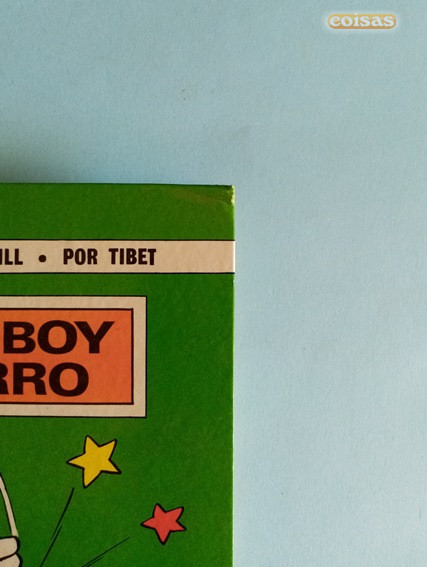 coisas
ILL • POR TIBET
BOY
RRO